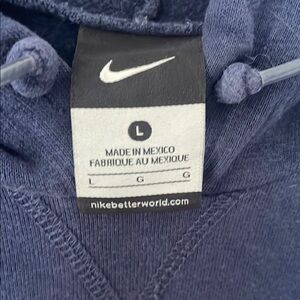 L
MADE IN MEXICO
FABRIQUE AU MEXIQUE
L G G
nikebetterworld.com